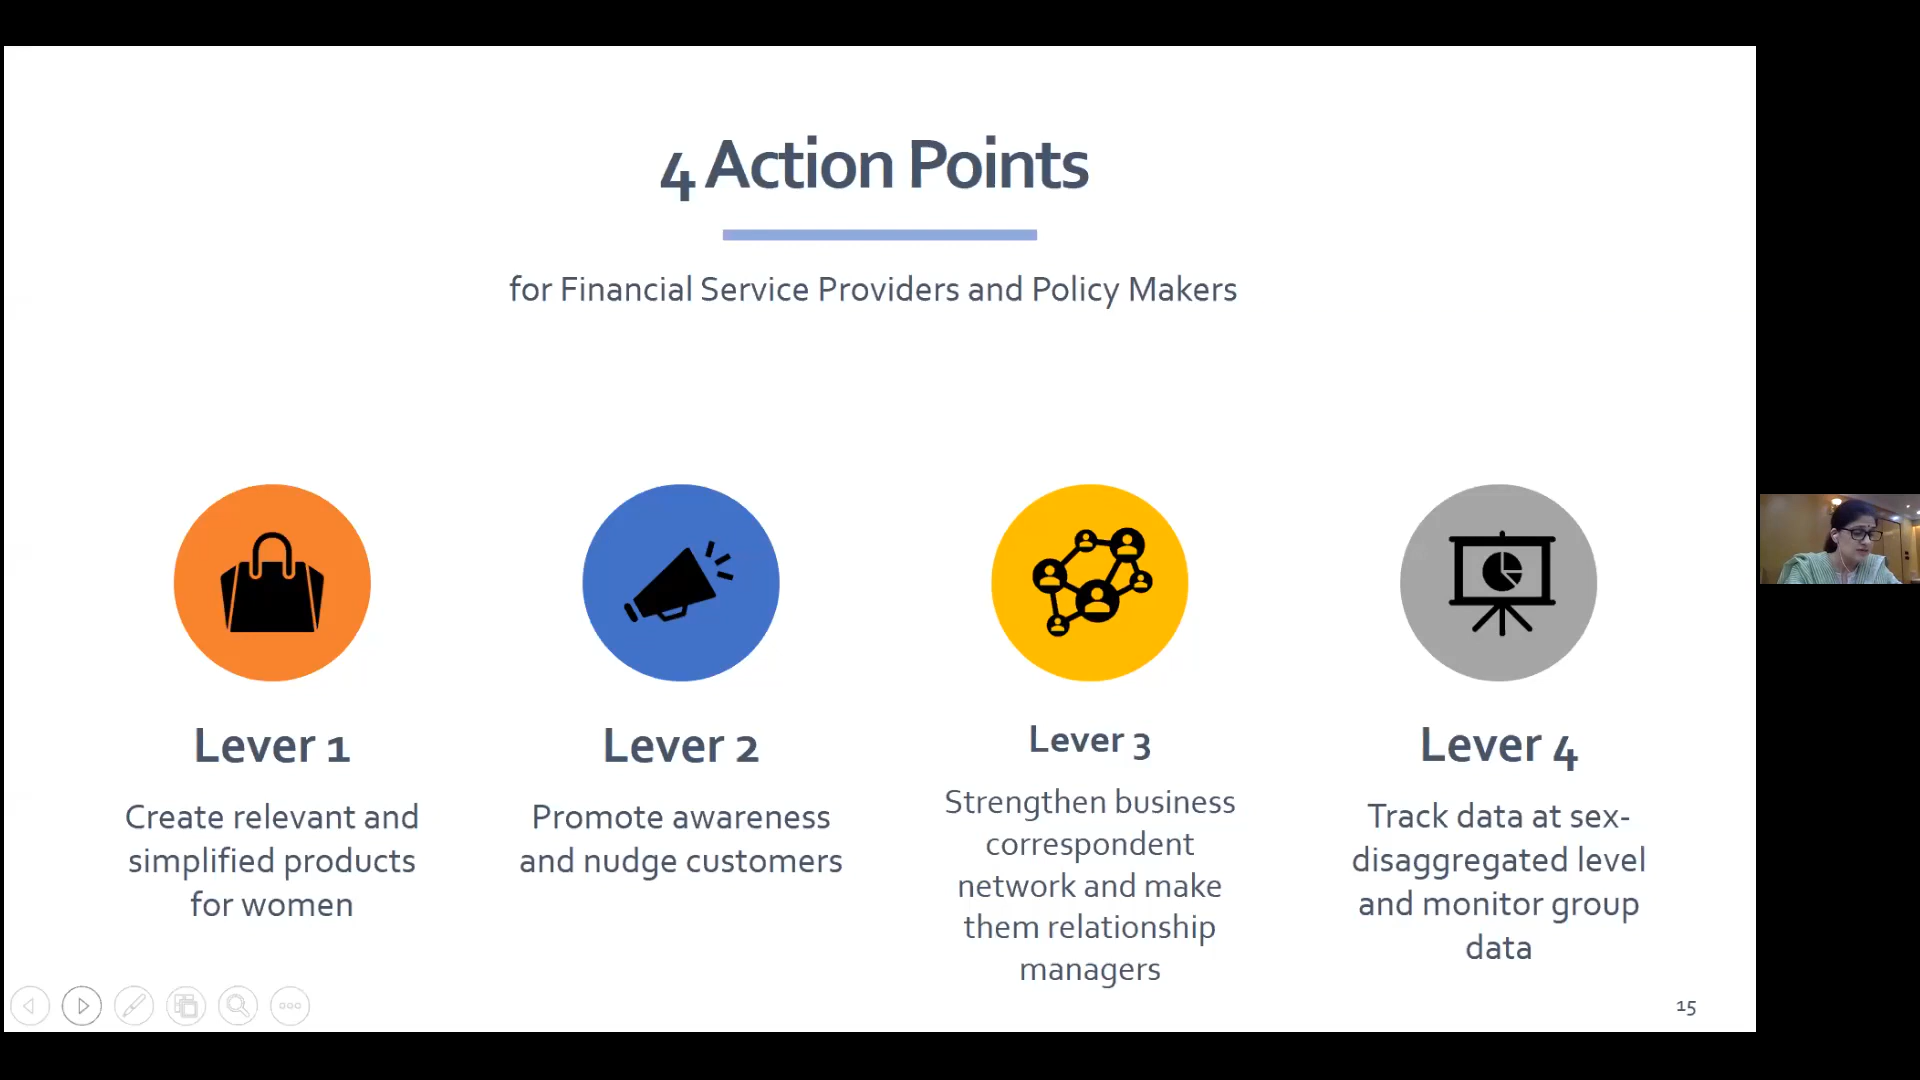 4 Action Points
for Financial Service Providers and Policy Makers
Lever 1
Create relevant and
simplified products
for women
Lever 2
Promote awareness
and nudge customers
Lever 3
Strengthen business
correspondent
network and make
them relationship
managers
Lever 4
Track data at sex-
disaggregated level
and monitor group
data
15